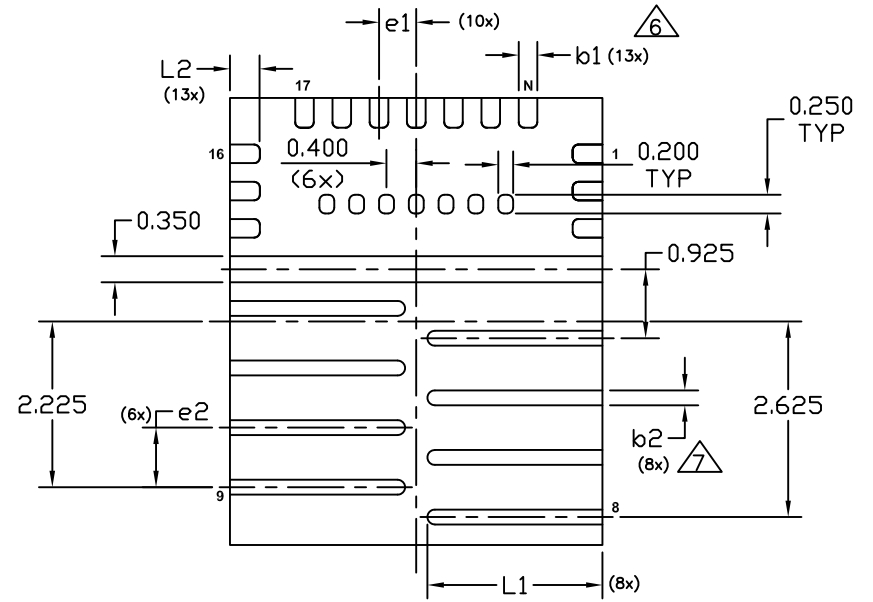 e1 (10x)
6
L2
(13x)
17
N
b1 (13x)
0.250
TYP
16
0.400
(6x)
1
0.200
TYP
0.350
0.925
2.225
(6x) e2
2.625
b2
(8x) 7
9
8
L1 (8x)